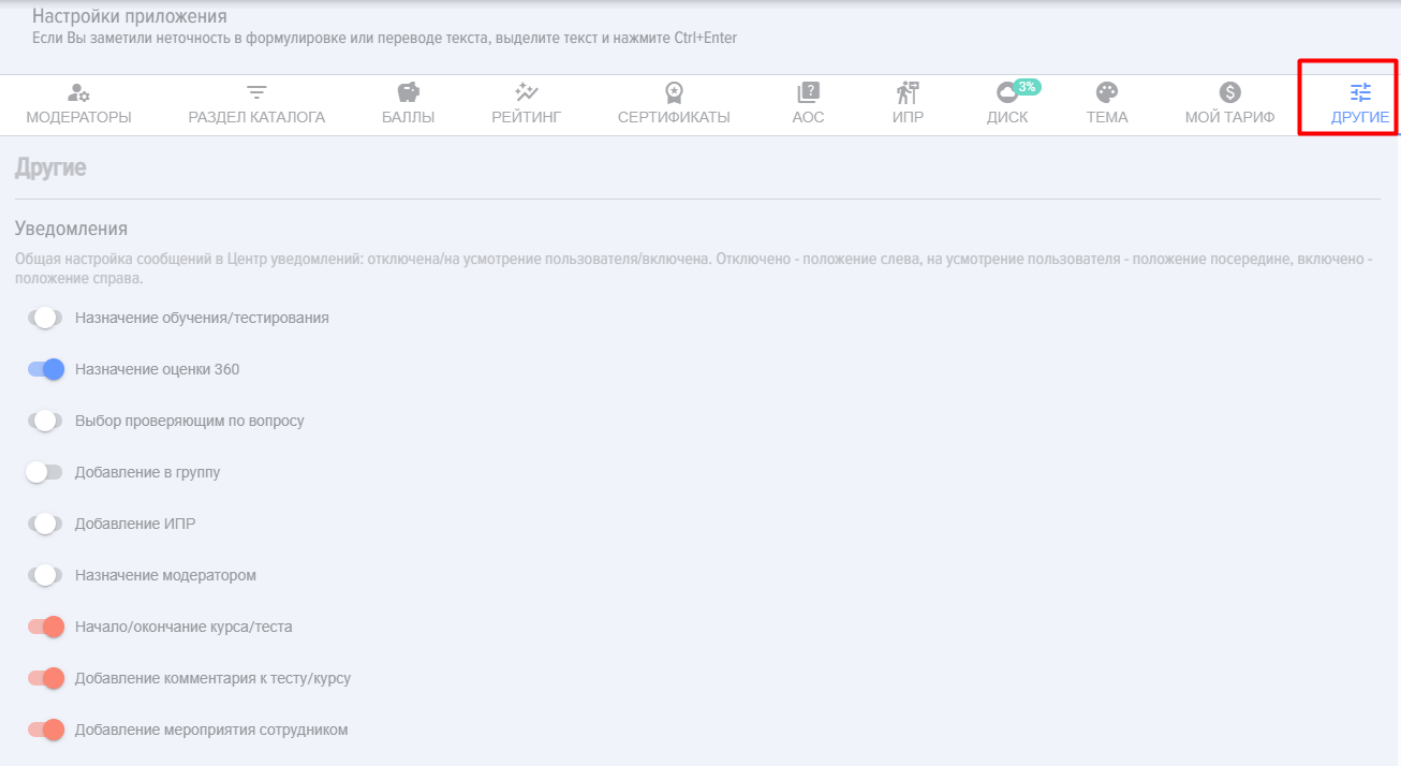 Настройки приложения
Если Вы заметили неточность в формулировке или переводе текста, выделите текст и нажмите Ctrl+Enter
3%
МОДЕРАТОРЫ РАЗДЕЛ КАТАЛОГА БАЛЛЫ РЕЙТИНГ СЕРТИФИКАТЫ АОС ИПР ДИСК ТЕМА МОЙ ТАРИФ ДРУГИЕ
Другие
Уведомления
Общая настройка сообщений в Центр уведомлений: отключена/на усмотрение пользователя/включена. Отключено - положение слева, на усмотрение пользователя - положение посередине, включено -
положение справа.
Назначение обучения/тестирования
Назначение оценки 360
Выбор проверяющим по вопросу
Добавление в группу
Добавление ИПР
Назначение модератором
Начало/окончание курса/теста
Добавление комментария к тесту/курсу
Добавление мероприятия сотрудником